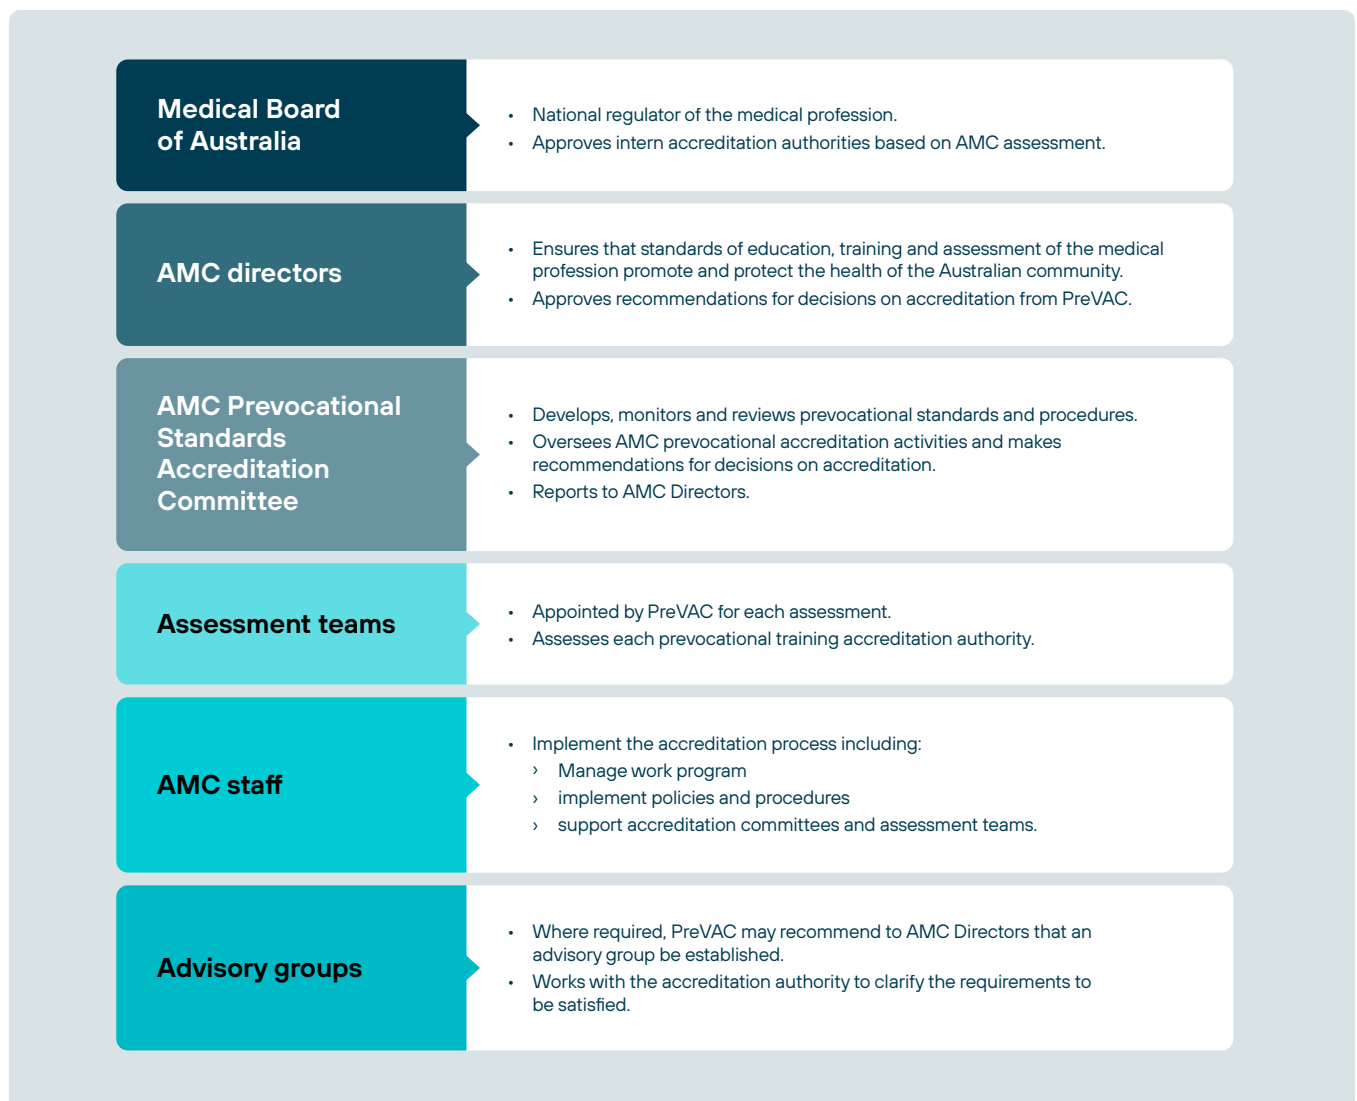 Medical Board
of Australia
• National regulator of the medical profession.
• Approves intern accreditation authorities based on AMC assessment.
AMC directors
• Ensures that standards of education, training and assessment of the medical
profession promote and protect the health of the Australian community.
• Approves recommendations for decisions on accreditation from PreVAC.
AMC Prevocational
Standards
Accreditation
Committee
• Develops, monitors and reviews prevocational standards and procedures.
• Oversees AMC prevocational accreditation activities and makes
recommendations for decisions on accreditation.
• Reports to AMC Directors.
Assessment teams
• Appointed by PreVAC for each assessment.
• Assesses each prevocational training accreditation authority.
AMC staff
• Implement the accreditation process including:
› Manage work program
› implement policies and procedures
› support accreditation committees and assessment teams.
Advisory groups
• Where required, PreVAC may recommend to AMC Directors that an
advisory group be established.
• Works with the accreditation authority to clarify the requirements to
be satisfied.